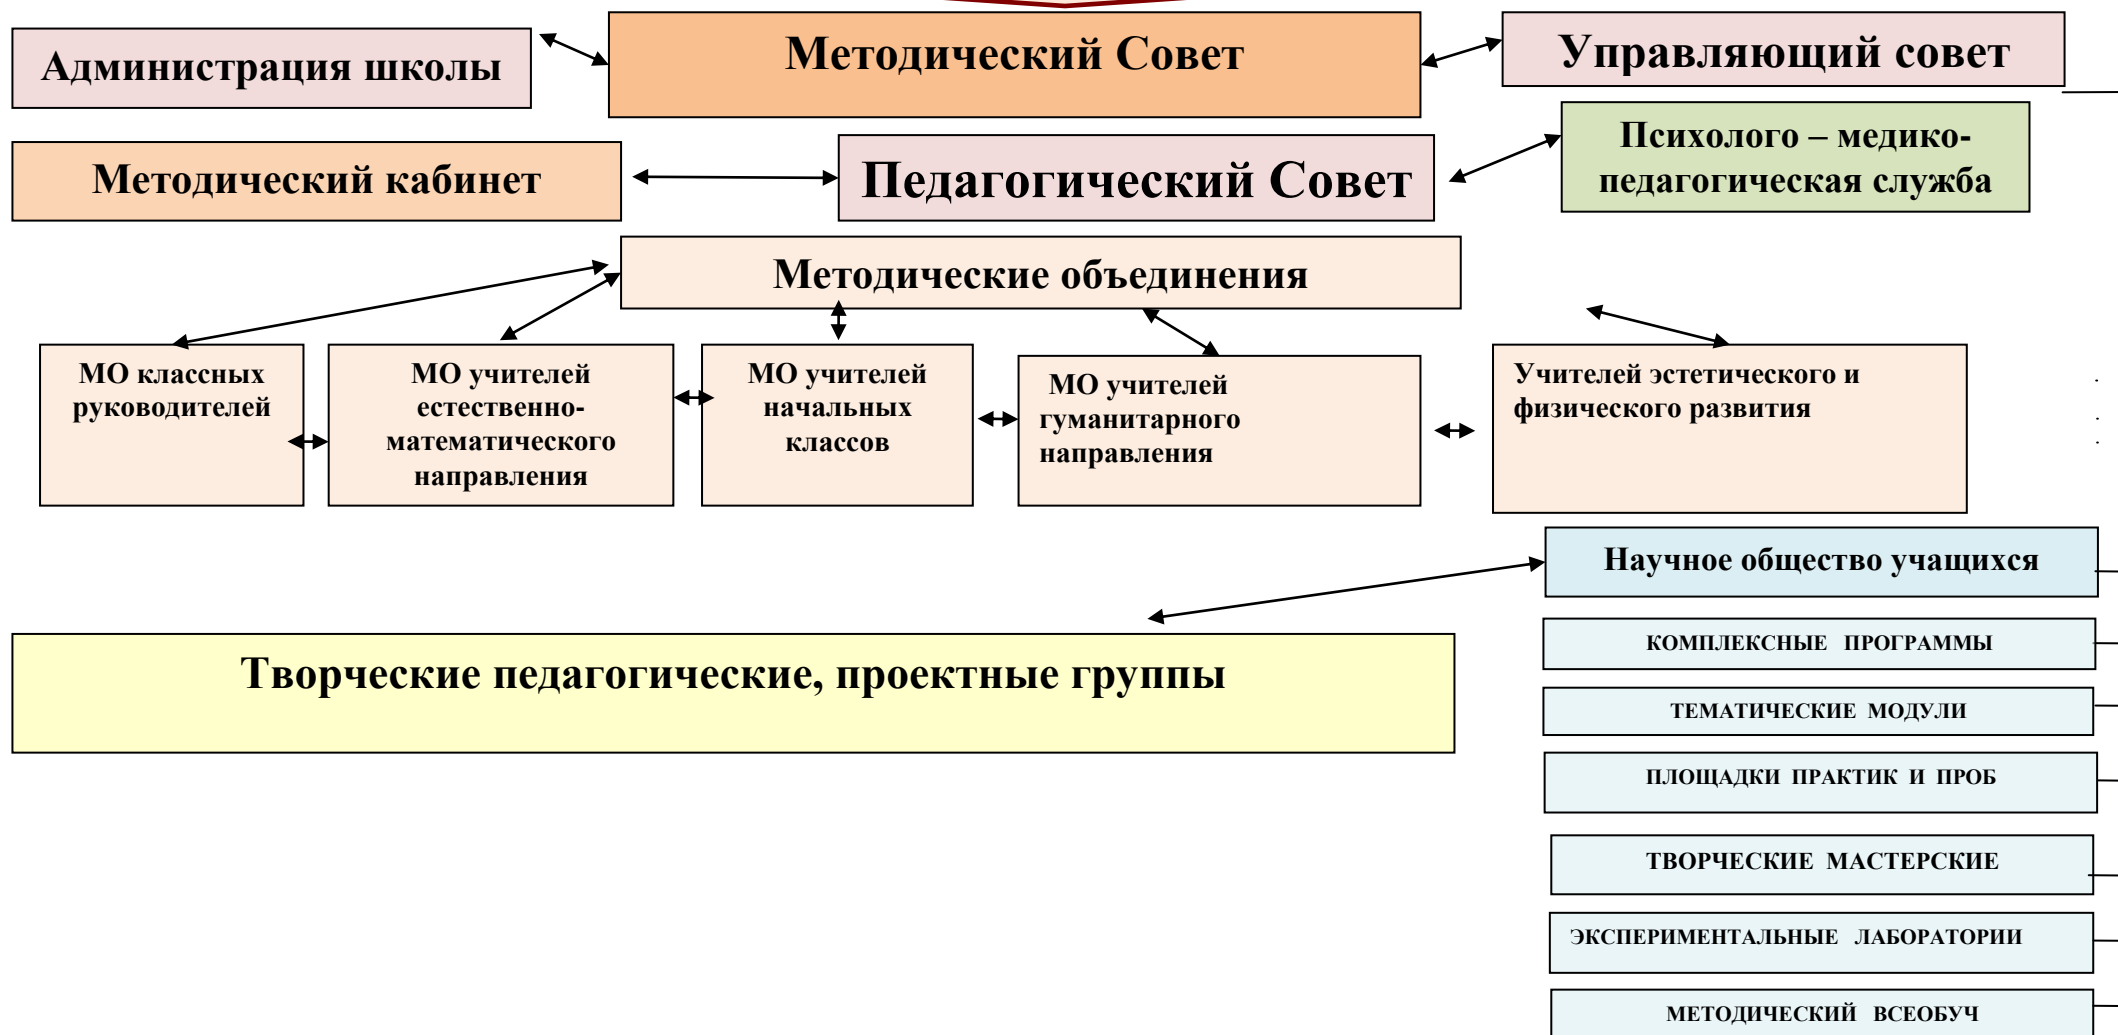 Администрация школы
Методический Совет
Управляющий совет
Методический кабинет
Педагогический Совет
Психолого – медико-
педагогическая служба
Методические объединения
МО классных
руководителей
МО учителей
естественно-
математического
направления
МО учителей
начальных
классов
МО учителей
гуманитарного
направления
Учителей эстетического и
физического развития
Научное общество учащихся
Творческие педагогические, проектные группы
КОМПЛЕКСНЫЕ ПРОГРАММЫ
ТЕМАТИЧЕСКИЕ МОДУЛИ
ПЛОЩАДКИ ПРАКТИК И ПРОБ
ТВОРЧЕСКИЕ МАСТЕРСКИЕ
ЭКСПЕРИМЕНТАЛЬНЫЕ ЛАБОРАТОРИИ
МЕТОДИЧЕСКИЙ ВСЕОБУЧ